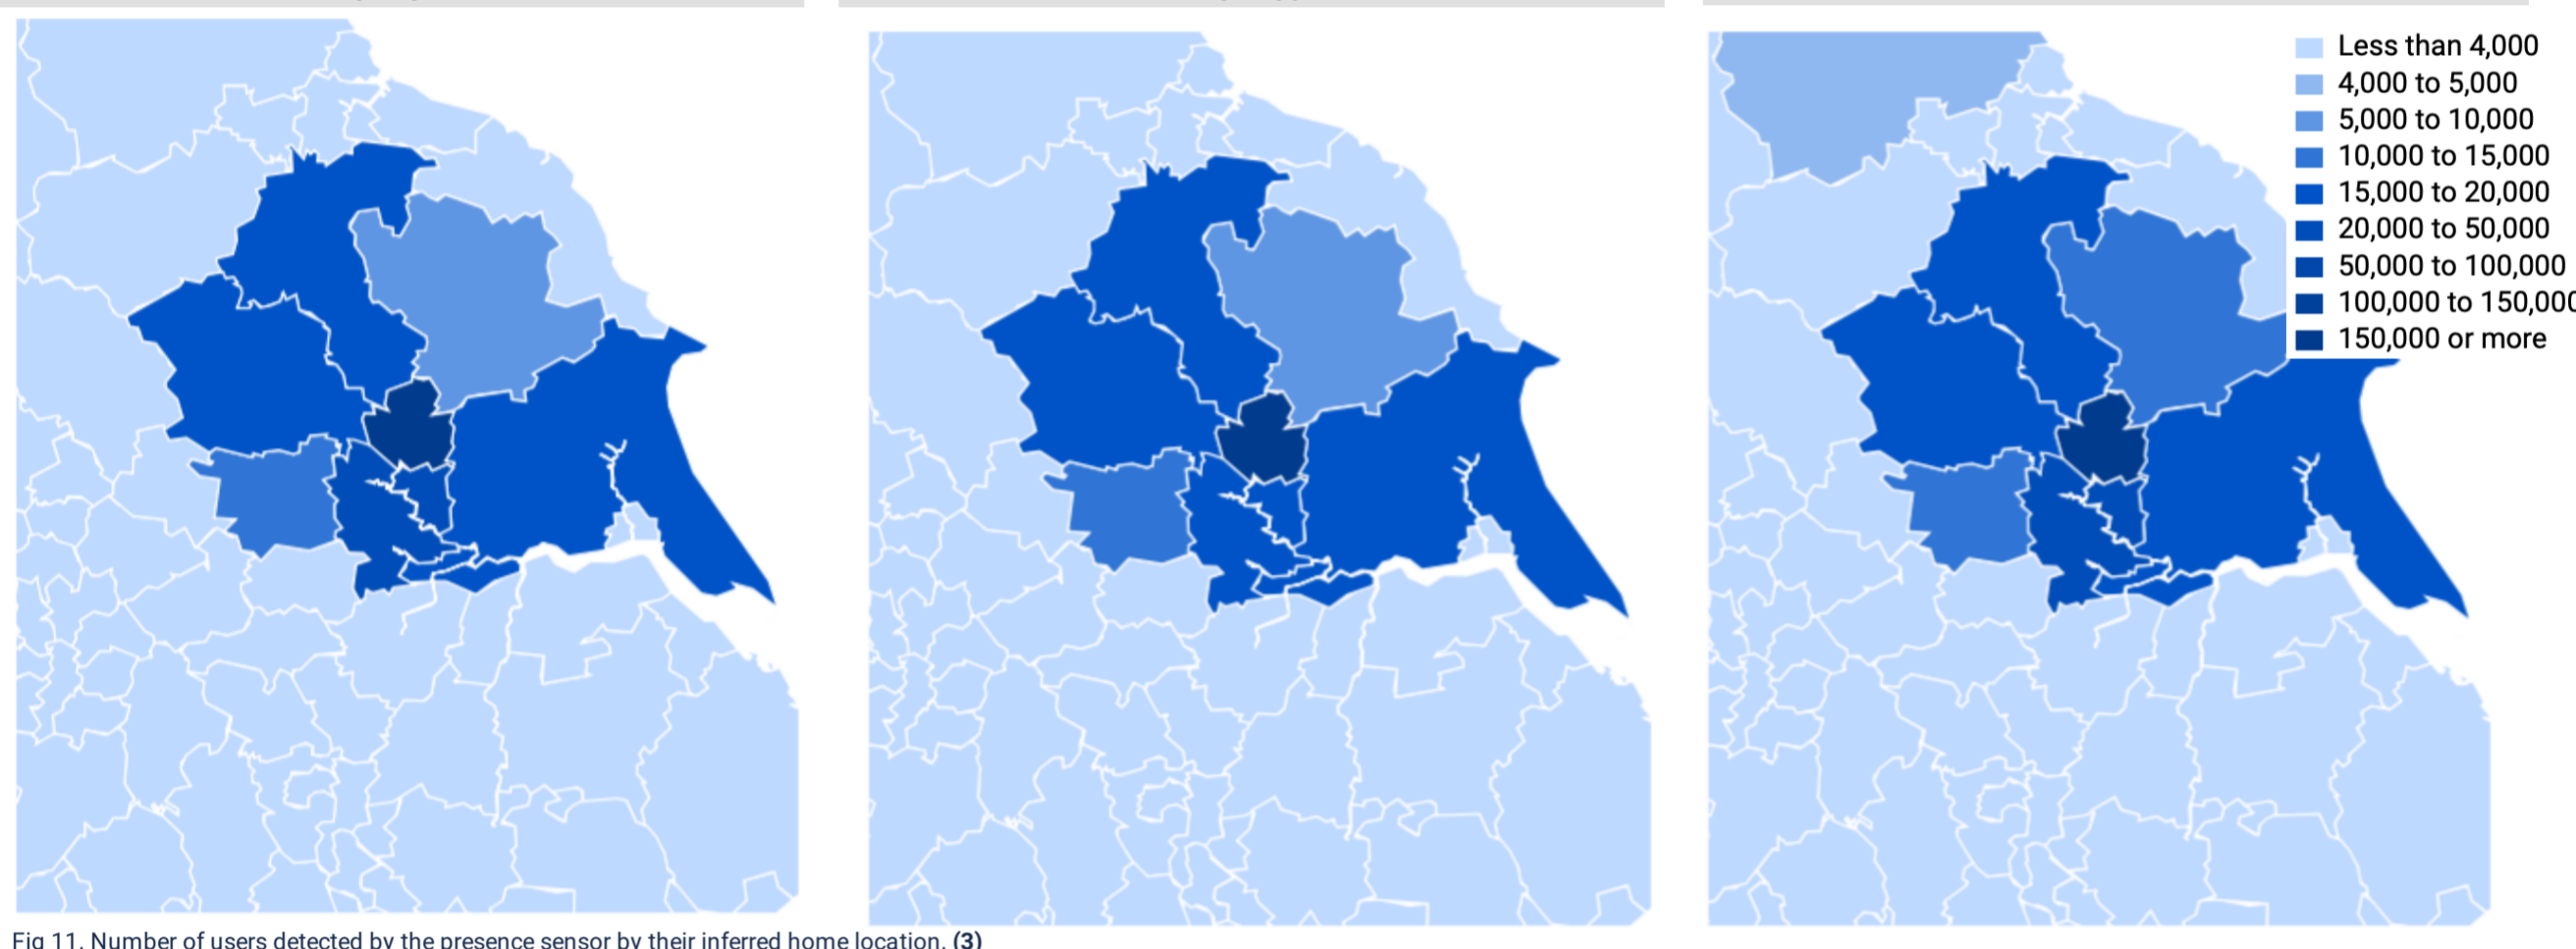 Less than 4,000
4,000 to 5,000
5,000 to 10,000
10,000 to 15,000
15,000 to 20,000
20,000 to 50,000
50,000 to 100,000
100,000 to 150,000
150,000 or more
Fig 11. Number of users detected by the presence sensor by their inferred home location. (3)